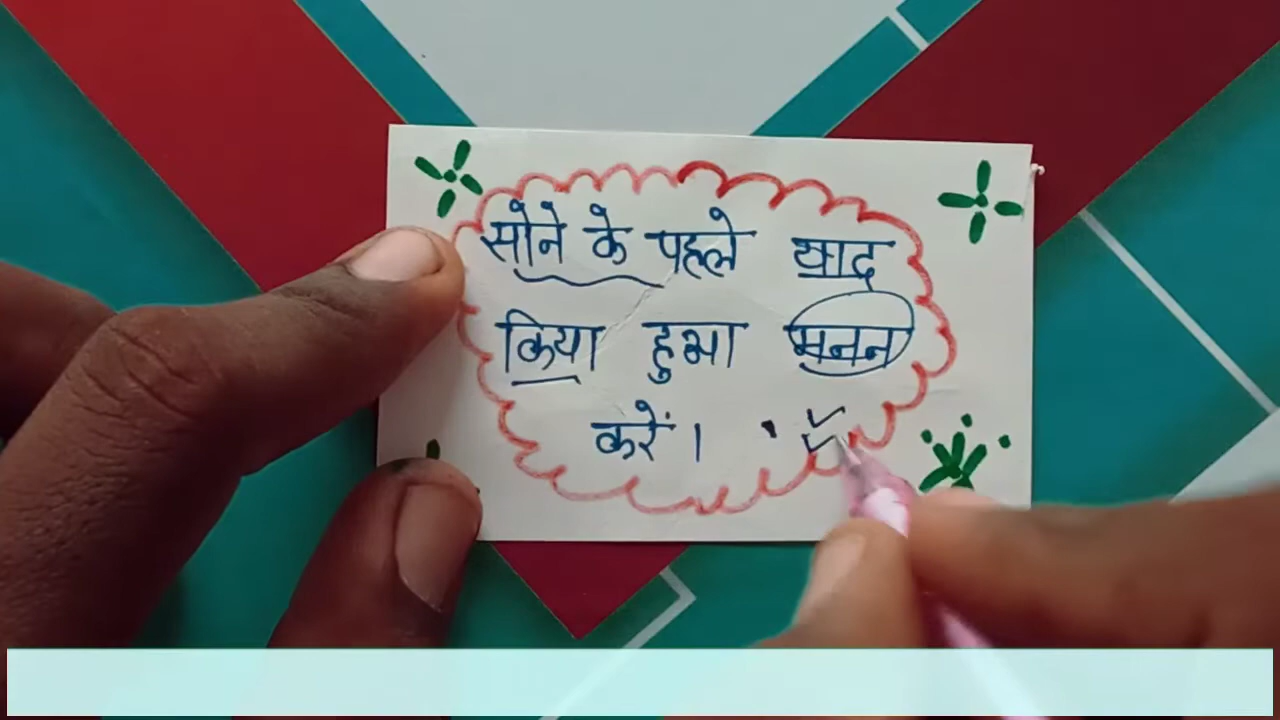 सोने के पहले याद
किया हुआ मनन
करें।